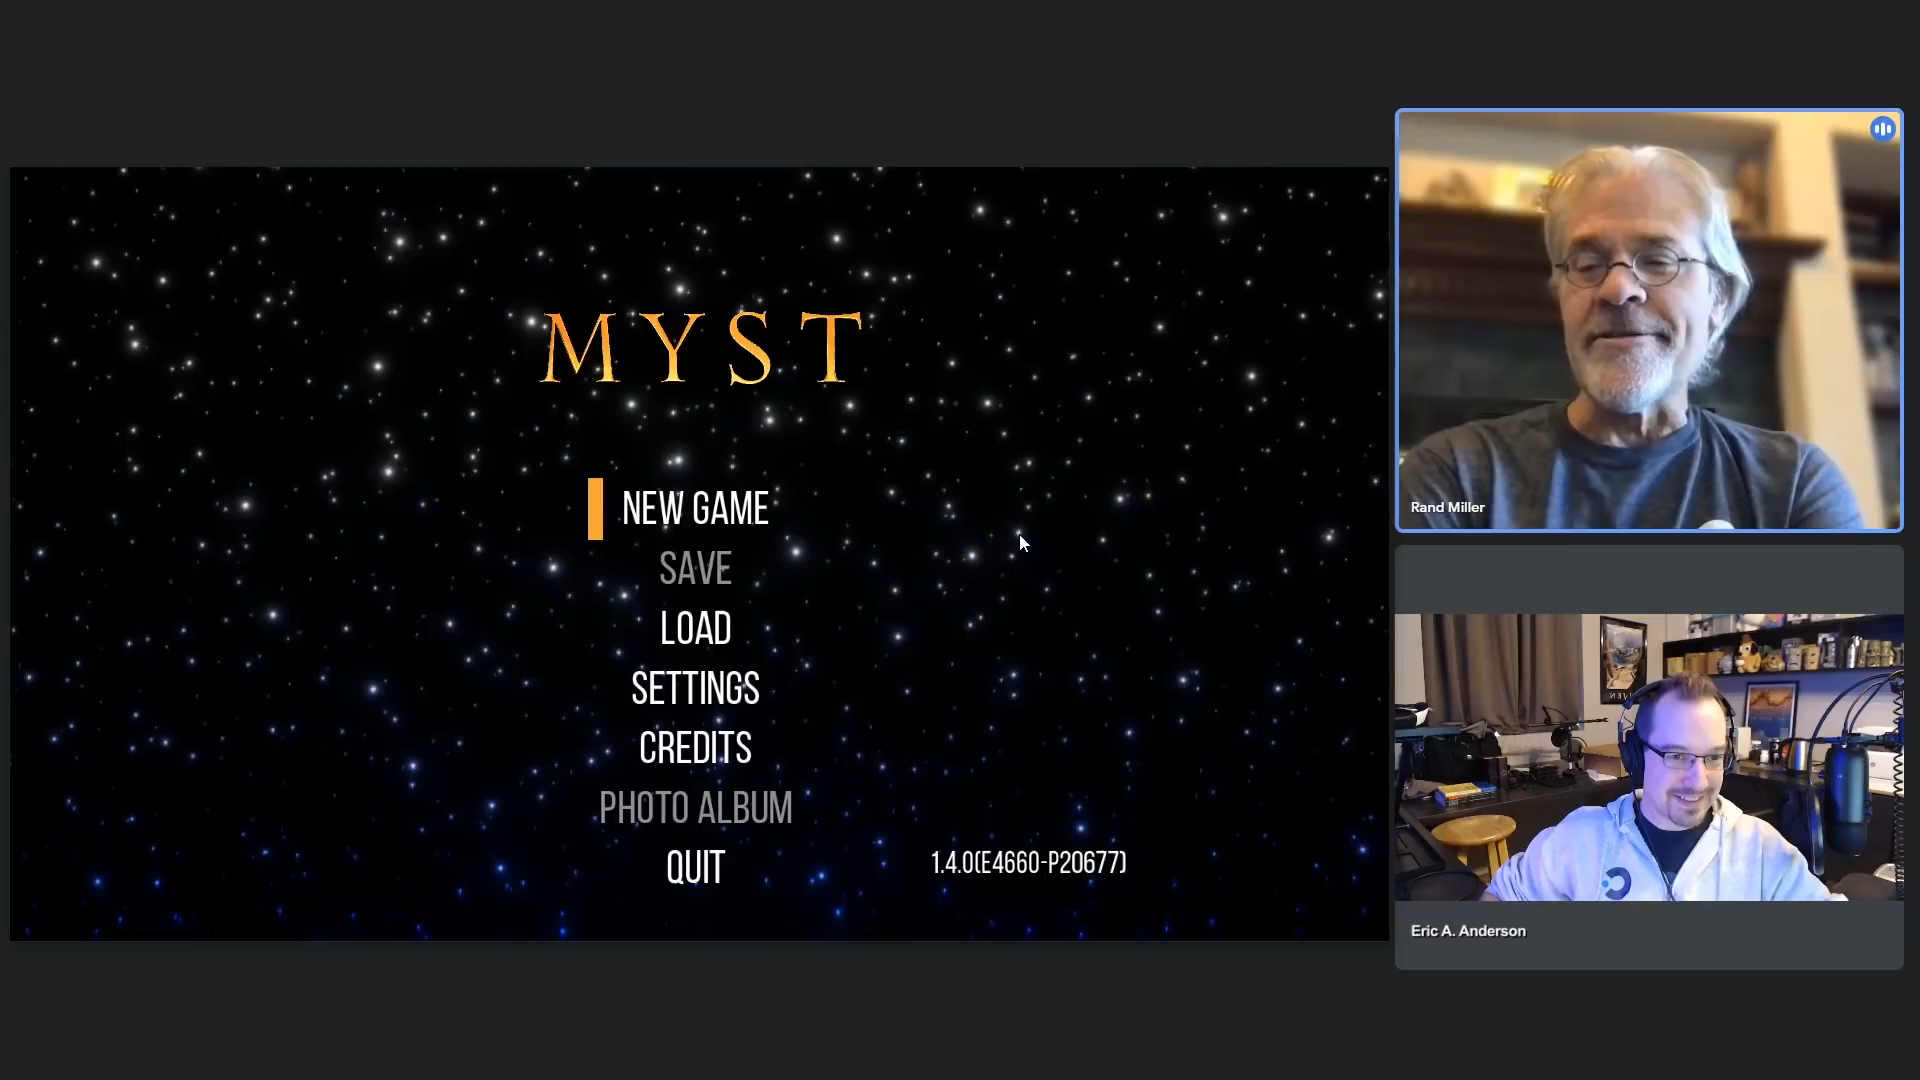 MYST
NEW GAME
SAVE
LOAD
SETTINGS
CREDITS
PHOTO ALBUM
QUIT
1.4.0(E4660-P20677)
Rand Miller
Eric A. Anderson